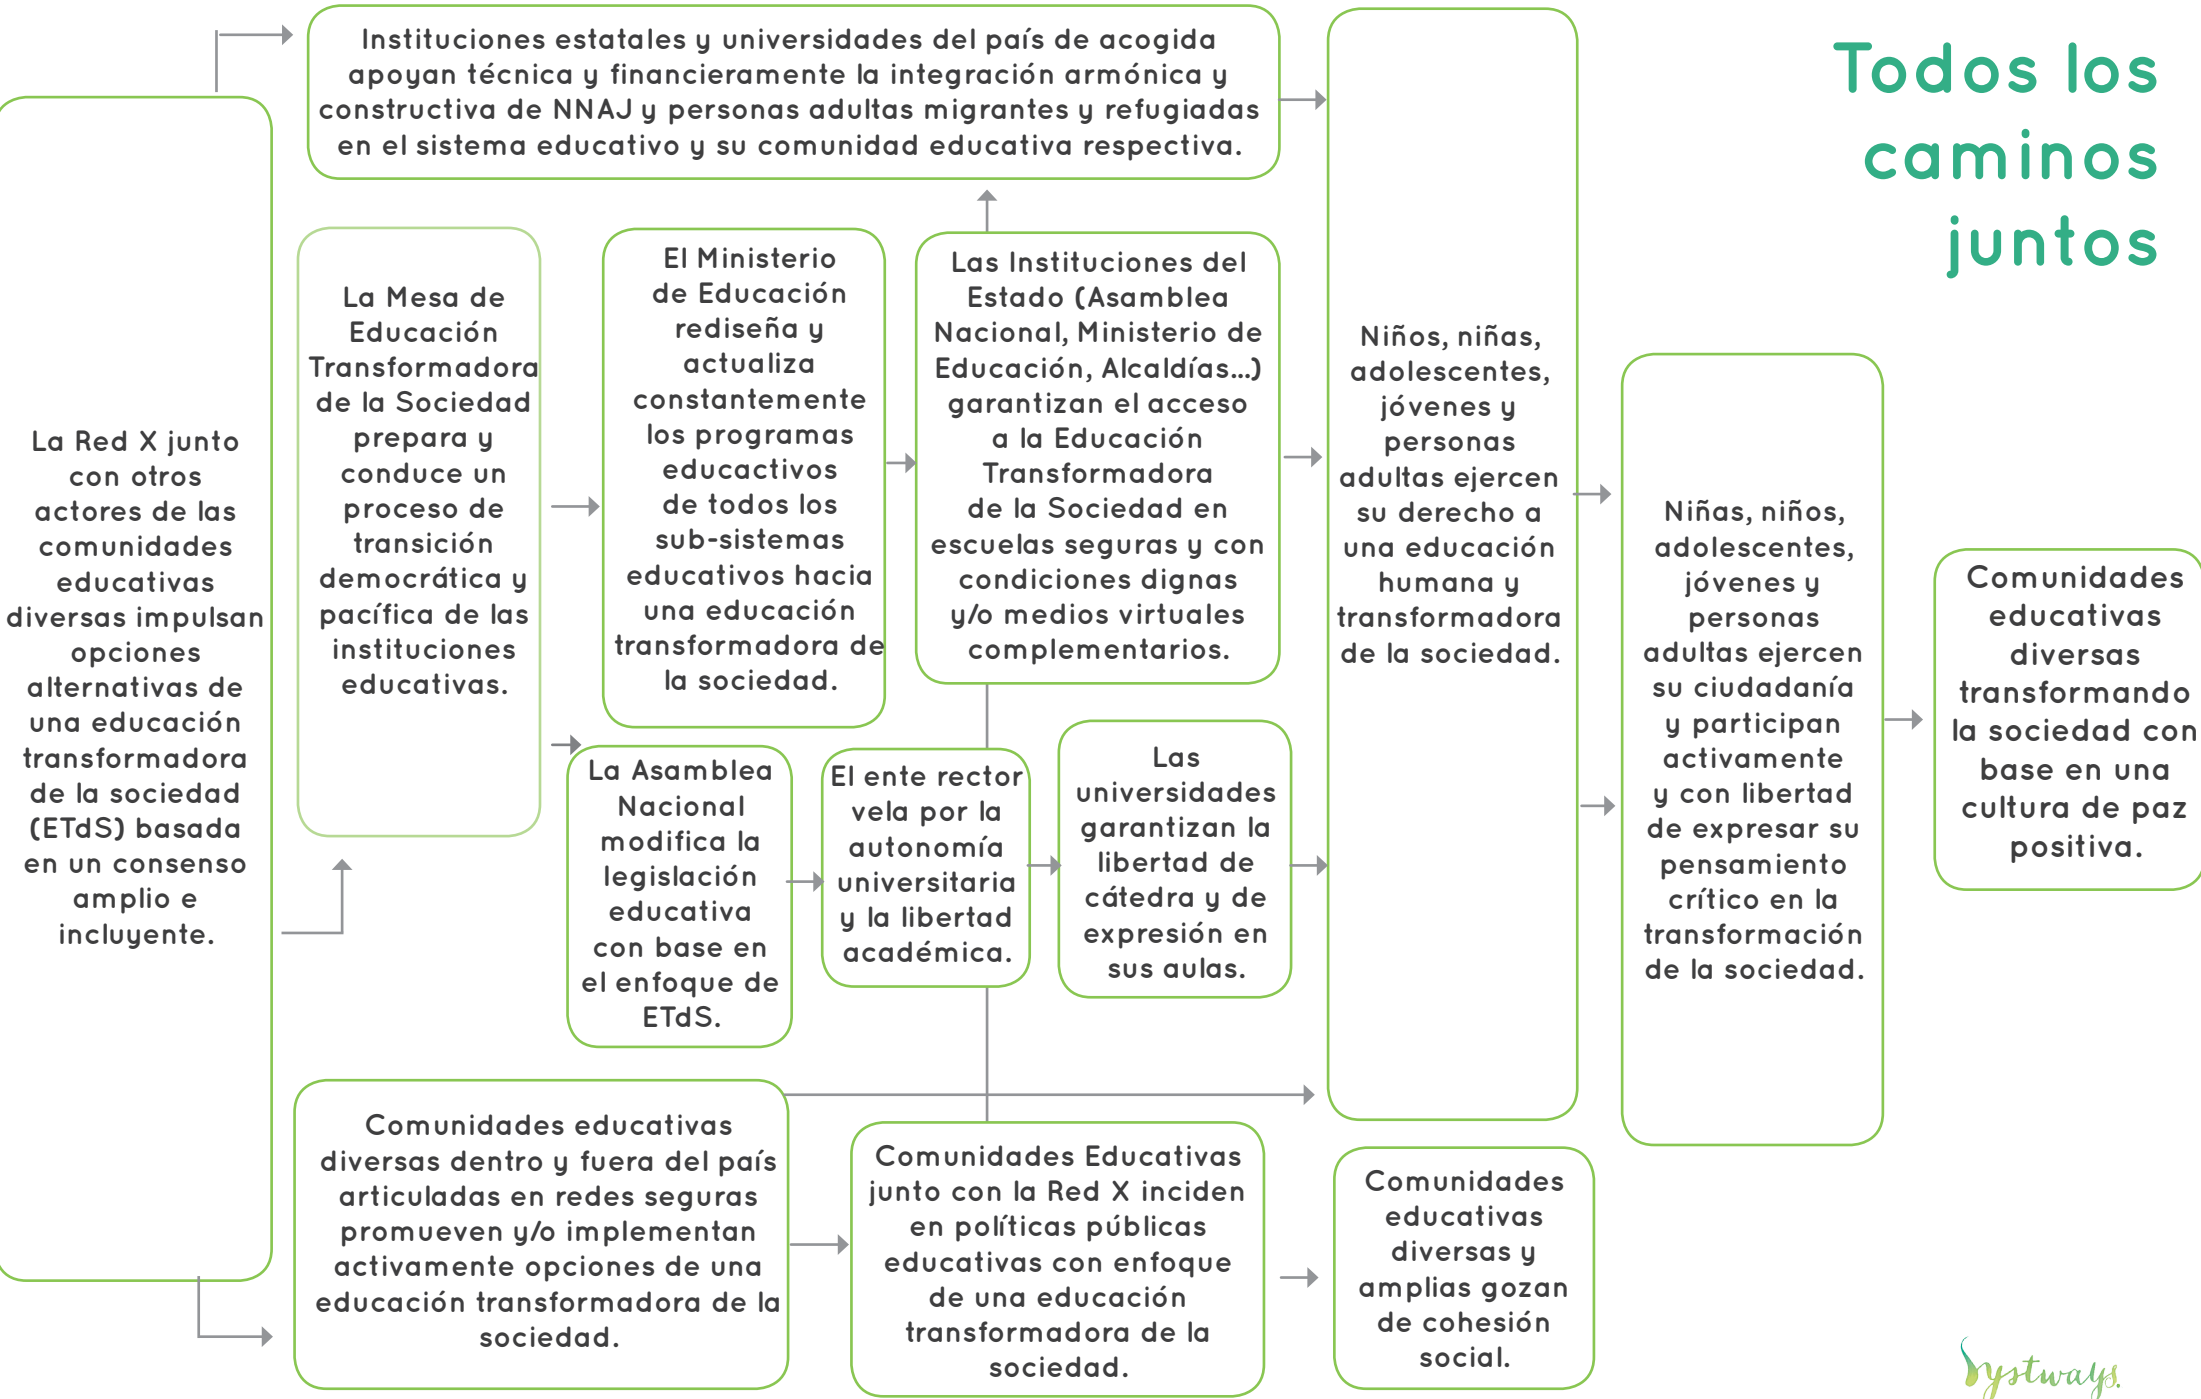 Todos los
caminos
juntos
Instituciones estatales y universidades del país de acogida
apoyan técnica y financieramente la integración armónica y
constructiva de NNAJ y personas adultas migrantes y refugiadas
en el sistema educativo y su comunidad educativa respectiva.
La Red X junto
con otros
actores de las
comunidades
educativas
diversas impulsan
opciones
alternativas de
una educación
transformadora
de la sociedad
(ETdS) basada
en un consenso
amplio e
incluyente.
La Mesa de
Educación
Transformadora
de la Sociedad
prepara y
conduce un
proceso de
transición
democrática y
pacífica de las
instituciones
educativas.
El Ministerio
de Educación
rediseña y
actualiza
constantemente
los programas
educactivos
de todos los
sub-sistemas
educativos hacia
una educación
transformadora de
la sociedad.
Las Instituciones del
Estado (Asamblea
Nacional, Ministerio de
Educación, Alcaldías...)
garantizan el acceso
a la Educación
Transformadora
de la Sociedad en
escuelas seguras y con
condiciones dignas
y/o medios virtuales
complementarios.
La Asamblea
Nacional
modifica la
legislación
educativa
con base en
el enfoque de
ETdS.
El ente rector
vela por la
autonomía
universitaria
y la libertad
académica.
Las
universidades
garantizan la
libertad de
cátedra y de
expresión en
sus aulas.
Niños, niñas,
adolescentes,
jóvenes y
personas
adultas ejercen
su derecho a
una educación
humana y
transformadora
de la sociedad.
Niñas, niños,
adolescentes,
jóvenes y
personas
adultas ejercen
su ciudadanía
y participan
activamente
y con libertad
de expresar su
pensamiento
crítico en la
transformación
de la sociedad.
Comunidades
educativas
diversas
transformando
la sociedad con
base en una
cultura de paz
positiva.
Comunidades educativas
diversas dentro y fuera del país
articuladas en redes seguras
promueven y/o implementan
activamente opciones de una
educación transformadora de la
sociedad.
Comunidades Educativas
junto con la Red X inciden
en políticas públicas
educativas con enfoque
de una educación
transformadora de la
sociedad.
Comunidades
educativas
diversas y
amplias gozan
de cohesión
social.
Systways.